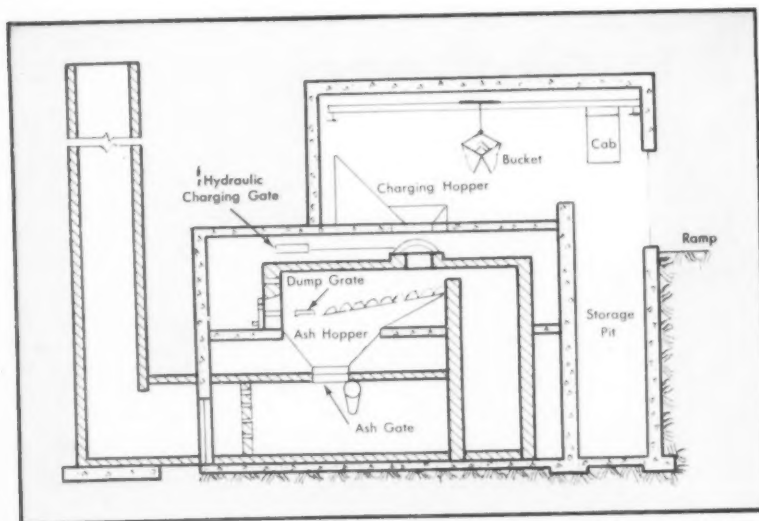 Cab
Bucket
Hydraulic
Charging Gate
Charging Hopper
Ramp
Dump Grate
Ash Hopper
Storage
Pit
Ash Gate